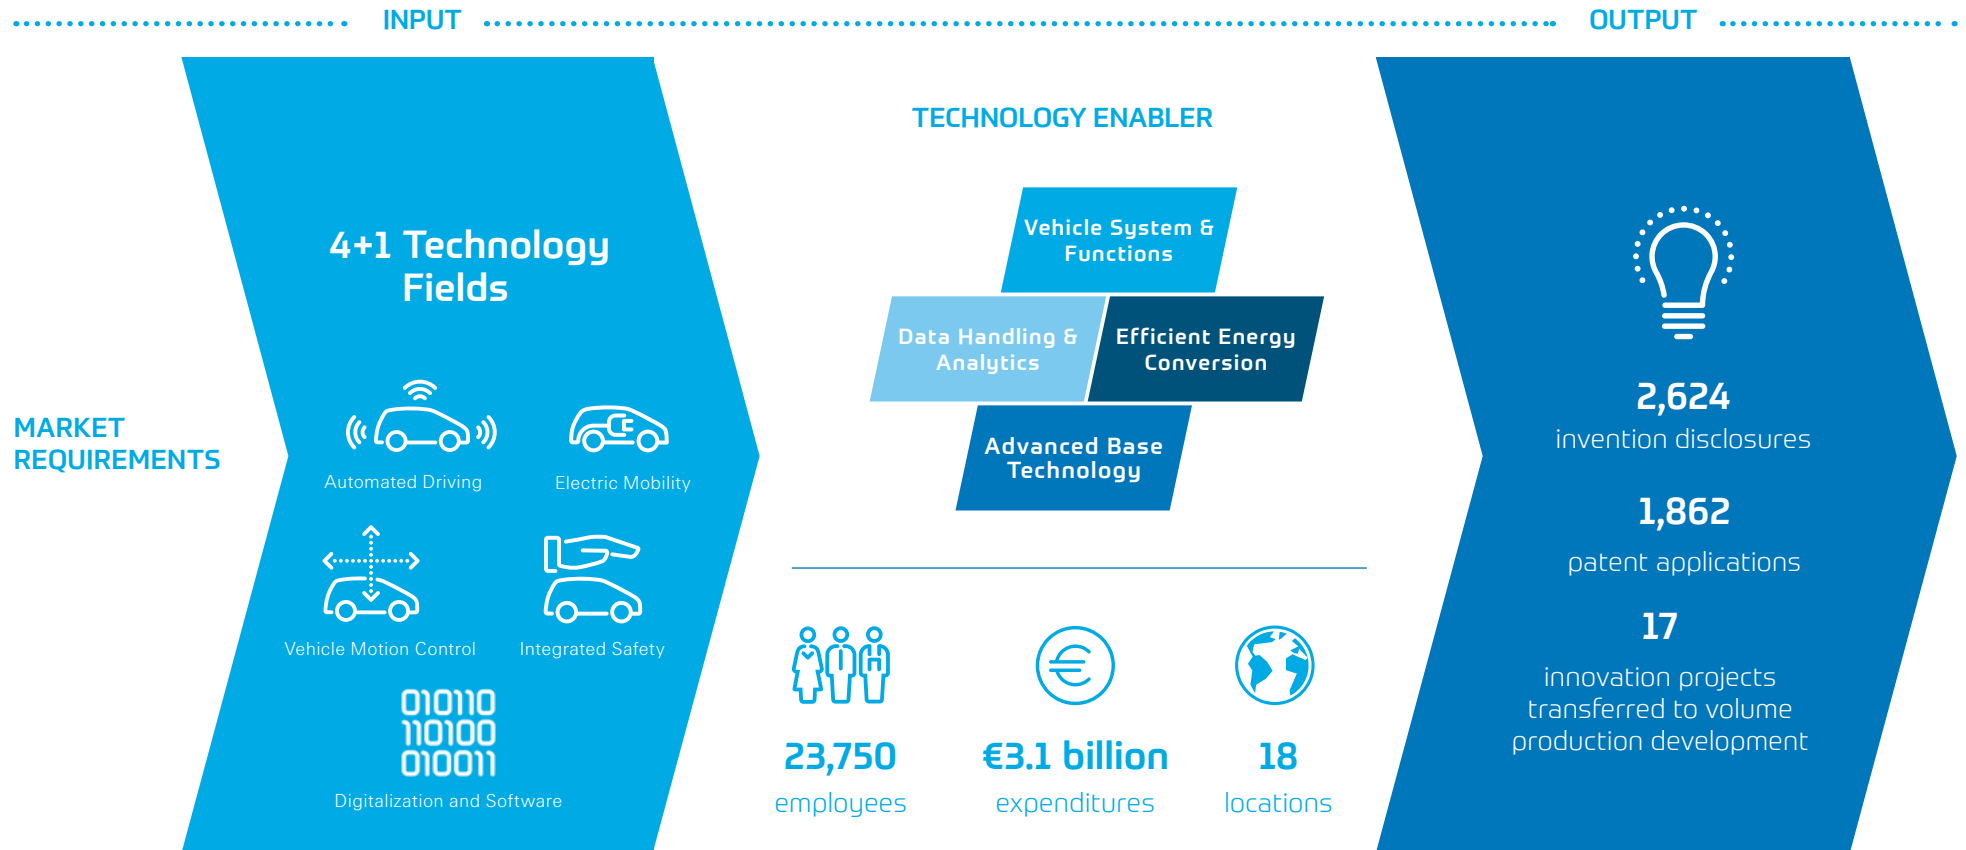 INPUT
OUTPUT
MARKET
REQUIREMENTS
4+1 Technology
Fields
Automated Driving
Electric Mobility
Vehicle Motion Control
Integrated Safety
010110
110100
010011
Digitalization and Software
TECHNOLOGY ENABLER
Vehicle System &
Functions
Data Handling &
Analytics
Efficient Energy
Conversion
Advanced Base
Technology
23,750
employees
€3.1 billion
expenditures
18
locations
2,624
invention disclosures
1,862
patent applications
17
innovation projects
transferred to volume
production development